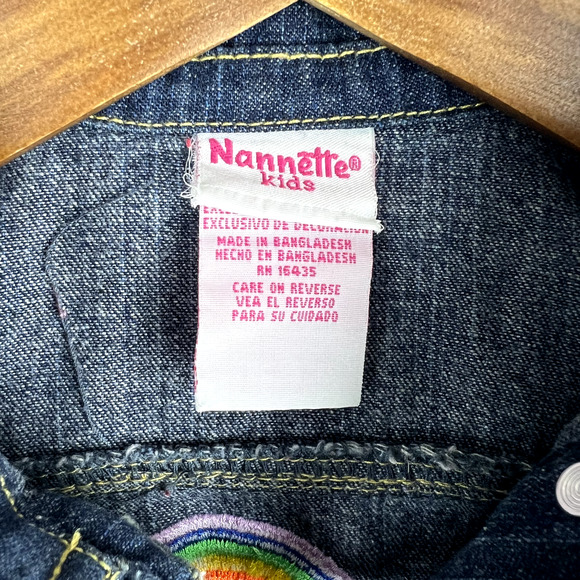 Nannette®
kids
EXCLUSIVO DE DECORACION
MADE IN BANGLADESH
HECHO EN BANGLADESH
RN 16435
CARE ON REVERSE
VEA EL REVERSO
PARA SU CUIDADO